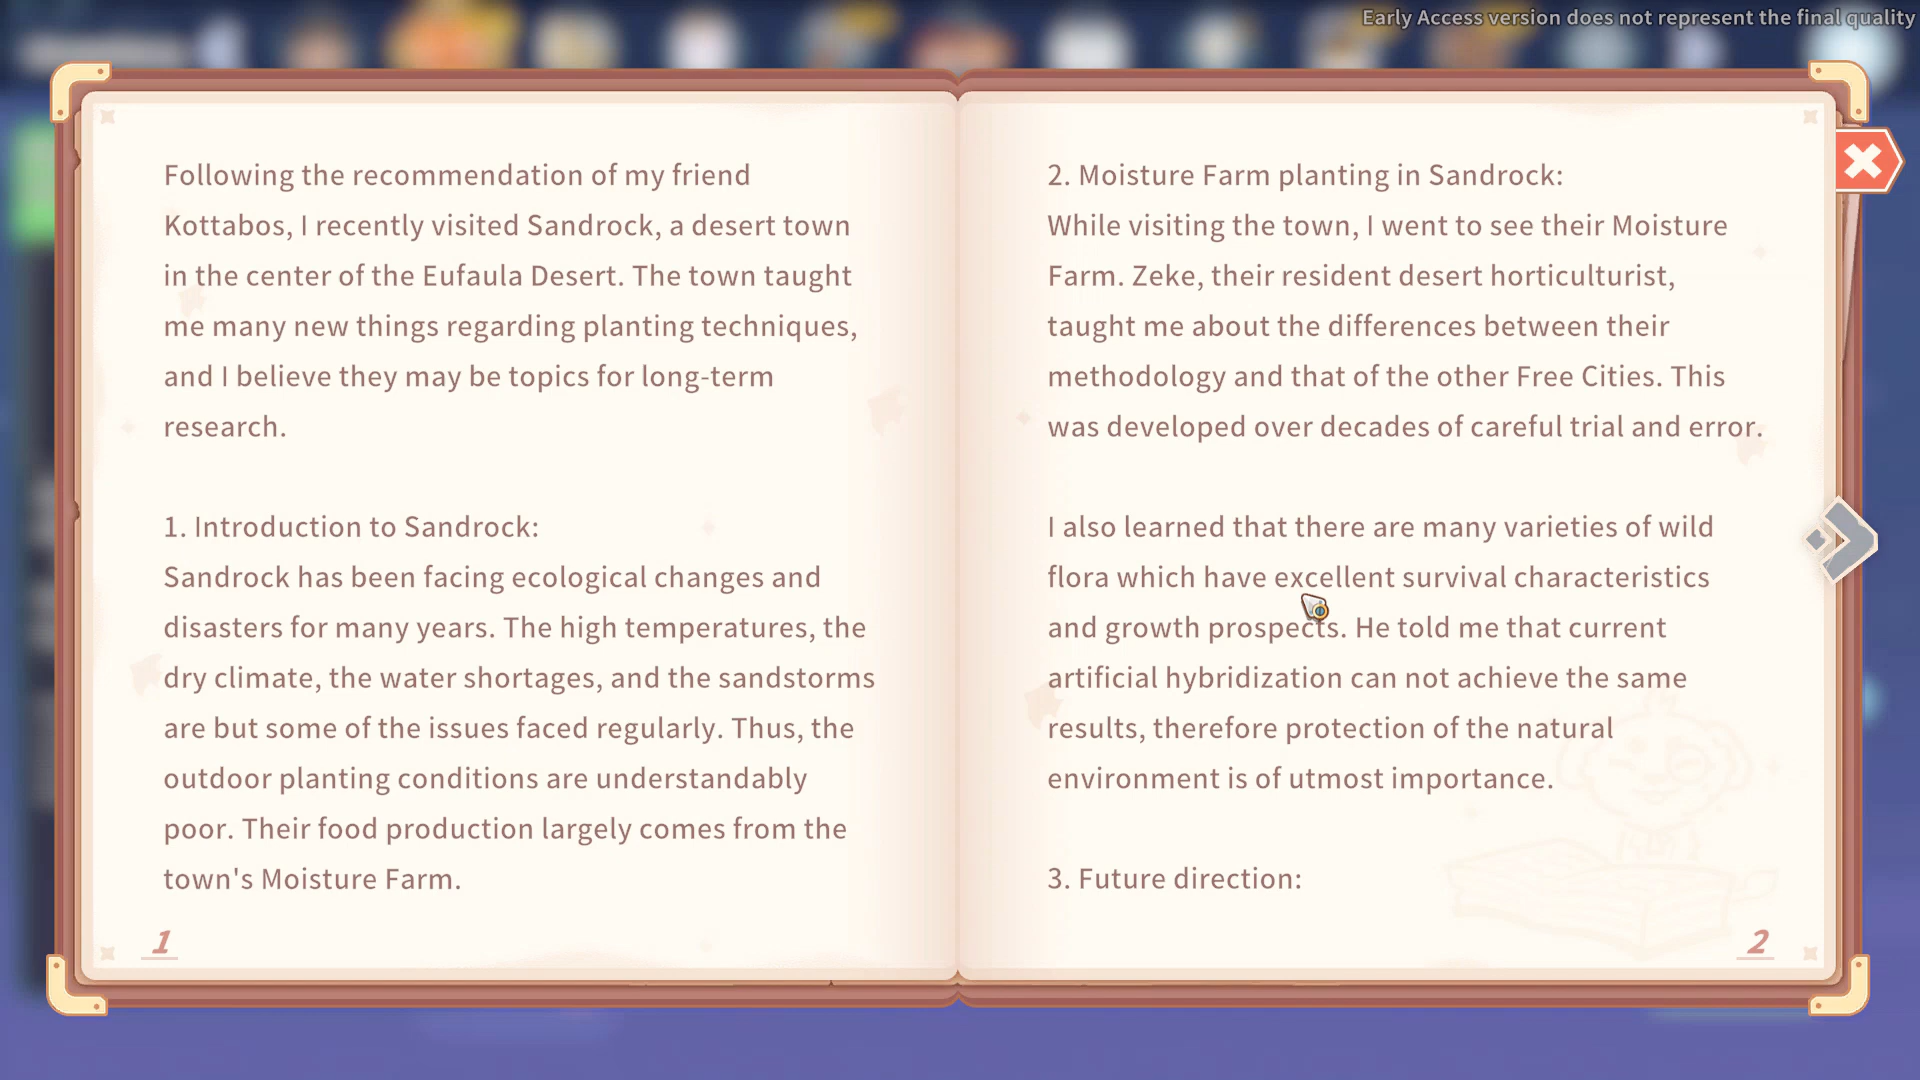 Early Access version does not represent the final quality
Following the recommendation of my friend
Kottabos, I recently visited Sandrock, a desert town
in the center of the Eufaula Desert. The town taught
me many new things regarding planting techniques,
and I believe they may be topics for long-term
research.
1. Introduction to Sandrock:
Sandrock has been facing ecological changes and
disasters for many years. The high temperatures, the
dry climate, the water shortages, and the sandstorms
are but some of the issues faced regularly. Thus, the
outdoor planting conditions are understandably
poor. Their food production largely comes from the
town's Moisture Farm.
1
2. Moisture Farm planting in Sandrock:
While visiting the town, I went to see their Moisture
Farm. Zeke, their resident desert horticulturist,
taught me about the differences between their
methodology and that of the other Free Cities. This
was developed over decades of careful trial and error.
I also learned that there are many varieties of wild
flora which have excellent survival characteristics
and growth prospects. He told me that current
artificial hybridization can not achieve the same
results, therefore protection of the natural
environment is of utmost importance.
3. Future direction:
2